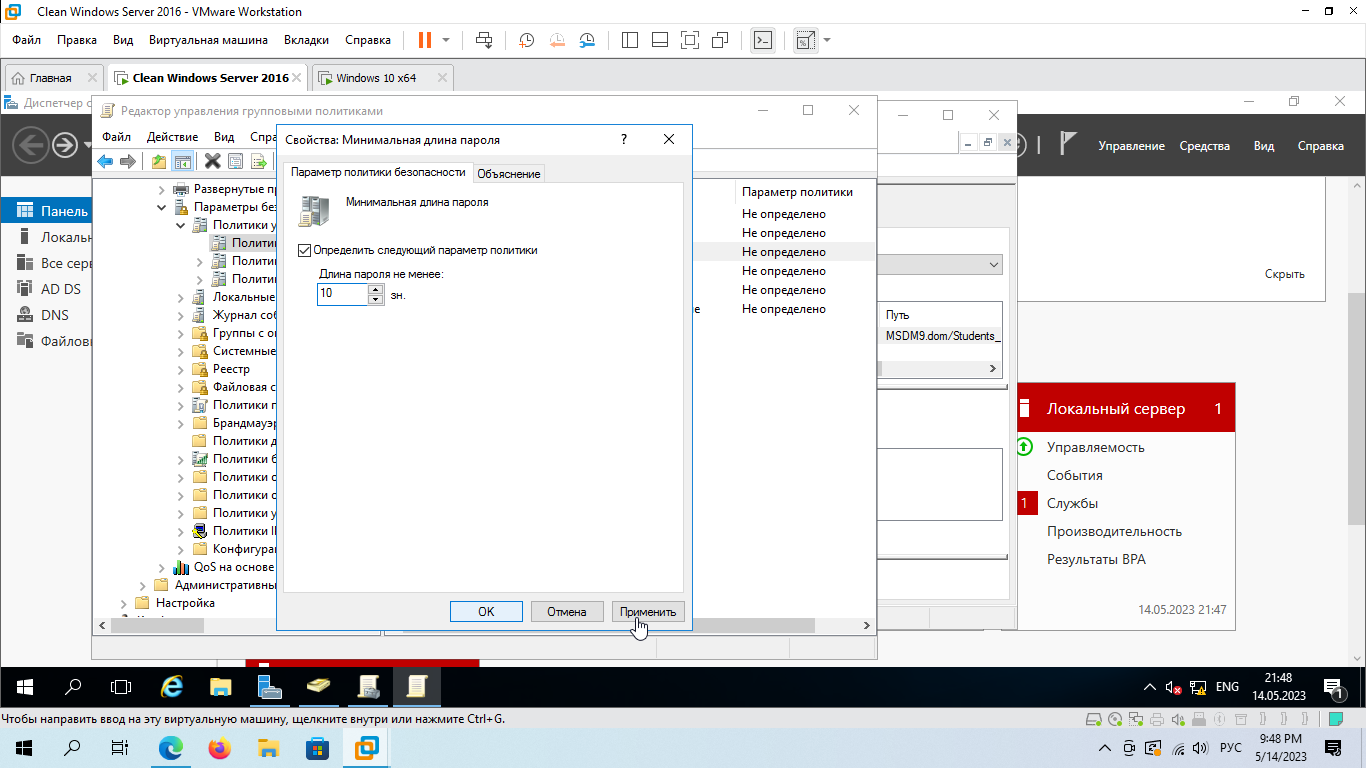 Clean Windows Server 2016 - VMware Workstation
Файл Правка Вид Виртуальная машина Вкладки Справка
Главная Clean Windows Server 2016 Windows 10 x64
Диспетчер с
Редактор управления групповыми политиками
Файл Действие Вид Спра
Управление Средства Вид Справка
Свойства: Минимальная длина пароля
?
Параметр политики безопасности Объяснение
Минимальная длина пароля
Определить следующий параметр политики
Длина пароля не менее:
10 зн.
OK Отмена Применить
Панель
Локальн
Все серв
AD DS
DNS
Файловы
Развернутые пр
Параметры без
Политики у
Полити
Полити
Полити
Локальные
Журнал соб
Группы с о
Системные
Реестр
Файловая с
Политики п
Брандмауэр
Политики д
Политики б
Политики о
Политики о
Политики у
Политики I
Конфигура
QoS на основе
Административны
Настройка
Параметр политики
Не определено
Не определено
Не определено
Не определено
Не определено
е Не определено
Путь
MSDM9.dom/Students_
Скрыть
Локальный сервер 1
Управляемость
События
1 Службы
Производительность
Результаты BPA
14.05.2023 21:47
ENG
21:48
14.05.2023
1
Чтобы направить ввод на эту виртуальную машину, щелкните внутри или нажмите Ctrl+G.
РУС
9:48 PM
5/14/2023